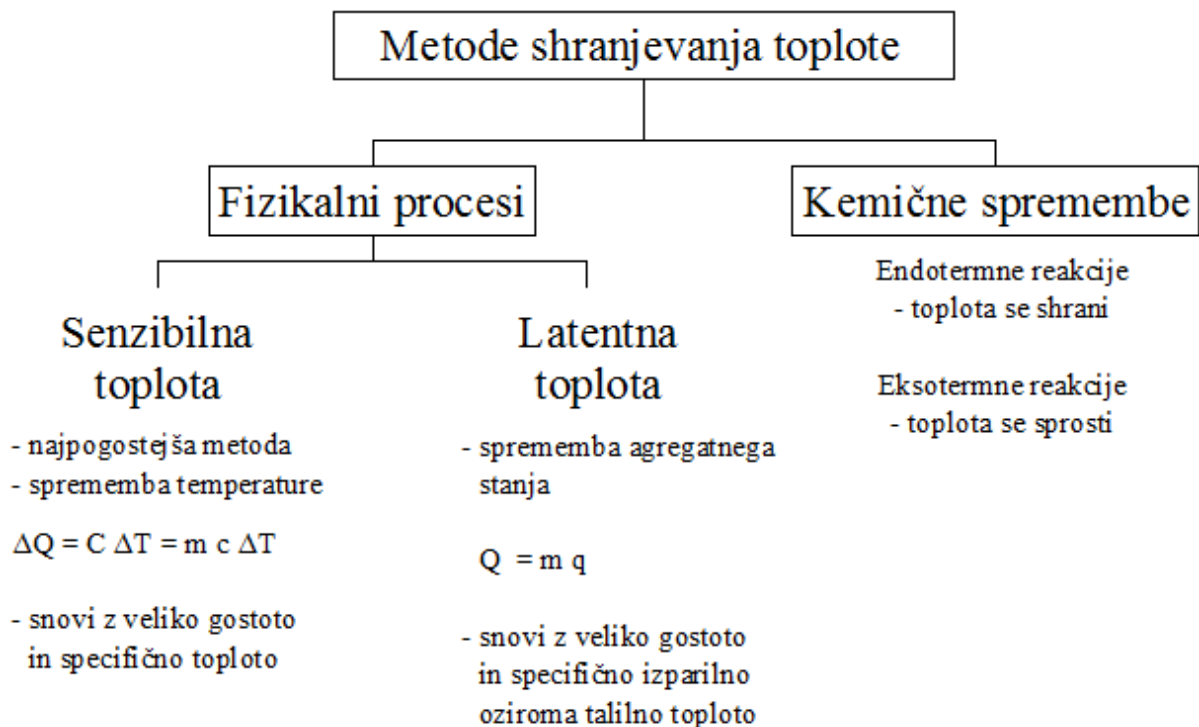 Metode shranjevanja toplote
Fizikalni procesi
Kemične spremembe
Senzibilna
toplota
- najpogostejša metoda
- sprememba temperature
ΔQ = C ΔT = m c ΔT
- snovi z veliko gostoto
in specifično toploto
Latentna
toplota
- sprememba agregatnega
stanja
Q = m q
- snovi z veliko gostoto
in specifično izparilno
oziroma talilno toploto
Endotermne reakcije
- toplota se shrani
Eksotermne reakcije
- toplota se sprosti